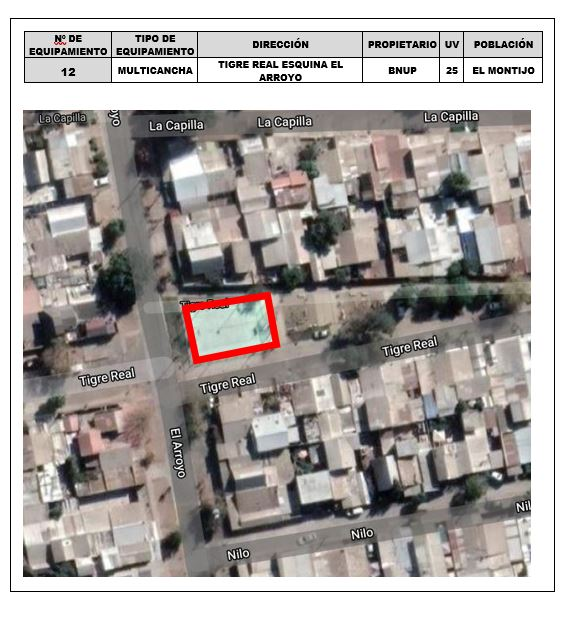 Nº DE EQUIPAMIENTO
TIPO DE EQUIPAMIENTO
DIRECCIÓN
PROPIETARIO
UV
POBLACIÓN
12
MULTICANCHA
TIGRE REAL ESQUINA EL ARROYO
BNUP
25
EL MONTIJO
La Capilla
oyo
La Capilla
La Capilla
La Capilla
Tigre Real
Tigre Real
Tigre Real
Tigre Real
El Arroyo
Nilo
Nilo
Nil